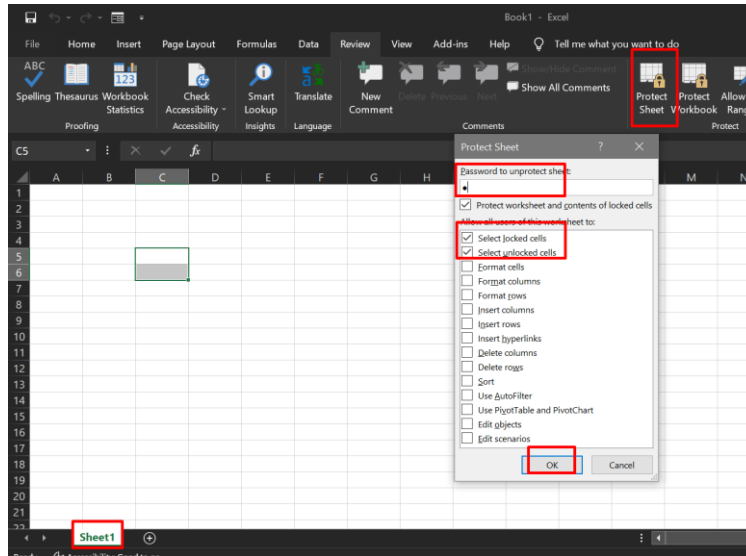 Book1 - Excel
File Home Insert Page Layout Formulas Data Review View Add-ins Help Tell me what you want to do
ABC
123
Spelling Thesaurus Workbook Statistics
Check Accessibility
Smart Lookup
Translate
New Comment
Delete Previous Next
Show/Hide Comment
Show All Comments
Protect Sheet
Protect Workbook
Allow
Proofing Accessibility Insights Language Comments Protect
C5
fx
Protect Sheet ? ×
Password to unprotect sheet:
Protect worksheet and contents of locked cells
Allow all users of this worksheet to:
Select locked cells
Select unlocked cells
Format cells
Format columns
Format rows
Insert columns
Insert rows
Insert hyperlinks
Delete columns
Delete rows
Sort
Use AutoFilter
Use PivotTable and PivotChart
Edit objects
Edit scenarios
OK Cancel
A B C D E F G H M N
1
2
3
4
5
6
7
8
9
10
11
12
13
14
15
16
17
18
19
20
21
22
Sheet1